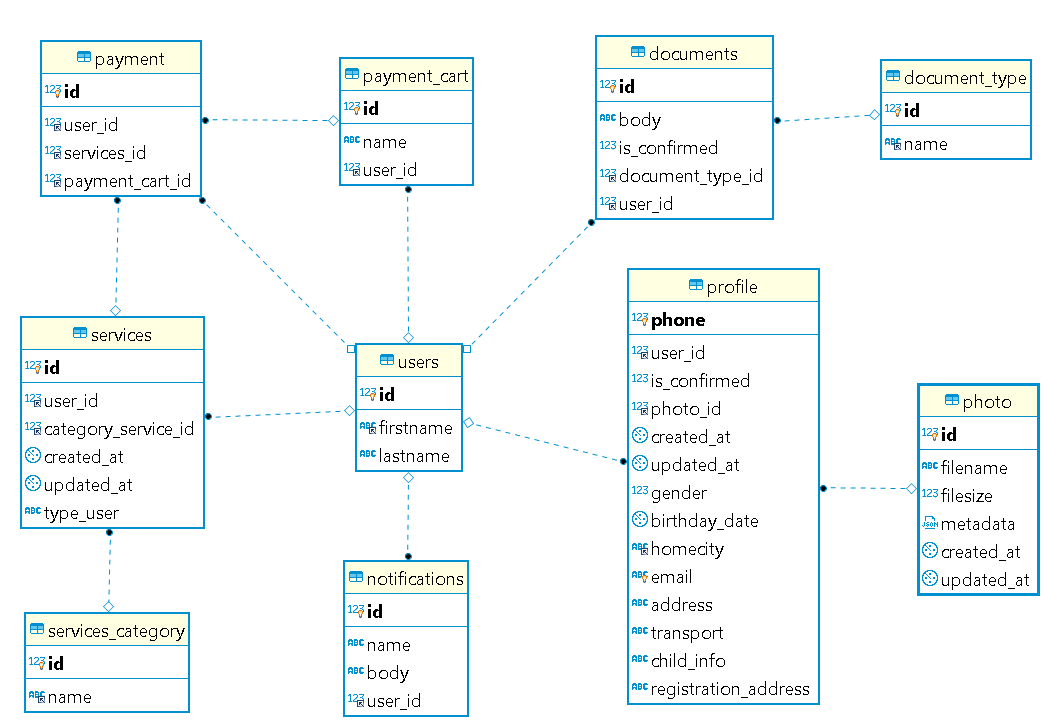 payment
123 id
123 user_id
123 services_id
123 payment_cart_id
payment_cart
123 id
ABC name
123 user_id
documents
123 id
ABC body
123 is_confirmed
123 document_type_id
123 user_id
document_type
123 id
ABC name
services
123 id
123 user_id
123 category_service_id
created_at
updated_at
ABC type_user
users
123 id
ABC firstname
ABC lastname
profile
123 phone
123 user_id
123 is_confirmed
123 photo_id
created_at
updated_at
123 gender
birthday_date
ABC homecity
ABC email
ABC address
ABC transport
ABC child_info
ABC registration_address
photo
123 id
ABC filename
123 filesize
JSON metadata
created_at
updated_at
services_category
123 id
ABC name
notifications
123 id
ABC name
ABC body
123 user_id